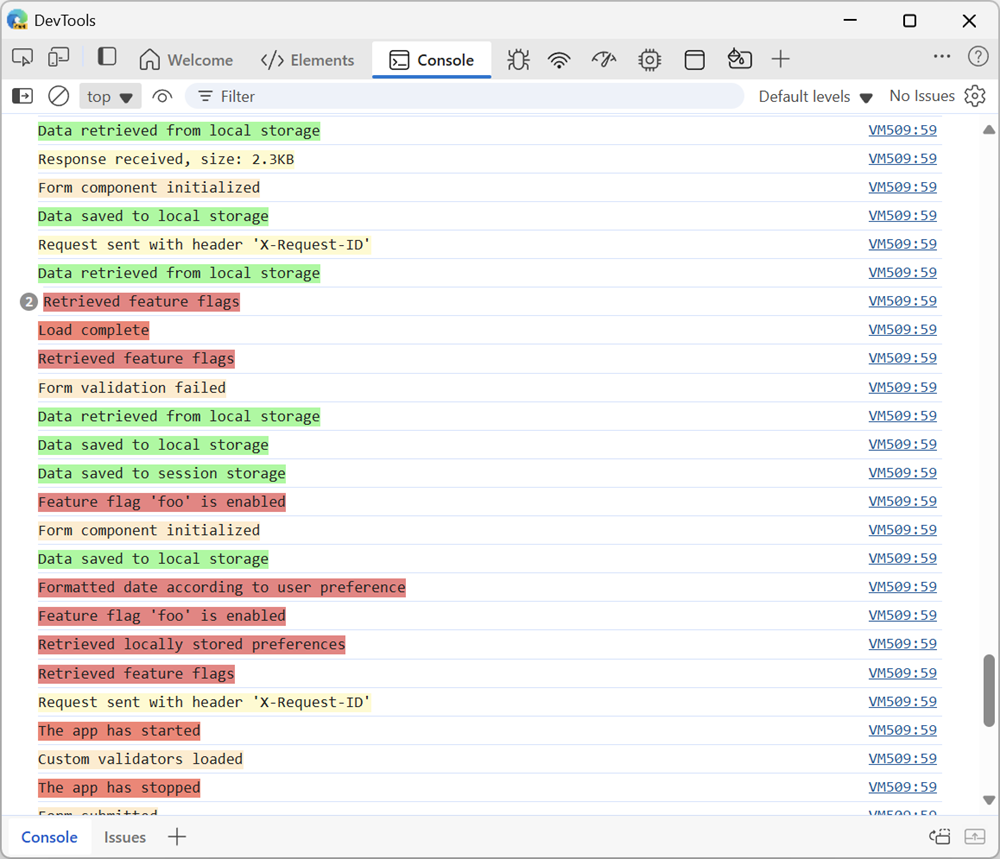 DevTools
Welcome
Elements
Console
top
Filter
Default levels
No Issues
Data retrieved from local storage VM509:59
Response received, size: 2.3KB VM509:59
Form component initialized VM509:59
Data saved to local storage VM509:59
Request sent with header 'X-Request-ID' VM509:59
Data retrieved from local storage VM509:59
2 Retrieved feature flags VM509:59
Load complete VM509:59
Retrieved feature flags VM509:59
Form validation failed VM509:59
Data retrieved from local storage VM509:59
Data saved to local storage VM509:59
Data saved to session storage VM509:59
Feature flag 'foo' is enabled VM509:59
Form component initialized VM509:59
Data saved to local storage VM509:59
Formatted date according to user preference VM509:59
Feature flag 'foo' is enabled VM509:59
Retrieved locally stored preferences VM509:59
Retrieved feature flags VM509:59
Request sent with header 'X-Request-ID' VM509:59
The app has started VM509:59
Custom validators loaded VM509:59
The app has stopped VM509:59
Form submitted VM509:59
Console
Issues